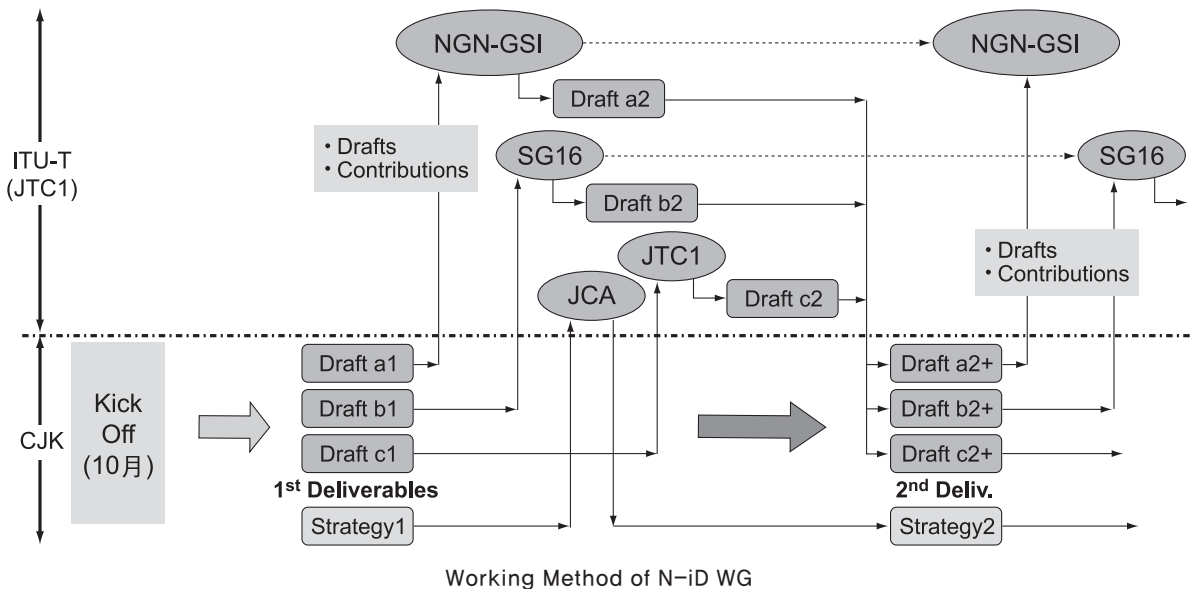 NGN-GSI
NGN-GSI
Draft a2
• Drafts
• Contributions
SG16
SG16
ITU-T
(JTC1)
Draft b2
• Drafts
• Contributions
JTC1
JCA
Draft c2
Draft a1
Draft a2+
Kick
Off
(10月)
CJK
Draft b1
Draft b2+
Draft c1
Draft c2+
1st Deliverables
2nd Deliv.
Strategy1
Strategy2
Working Method of N-iD WG